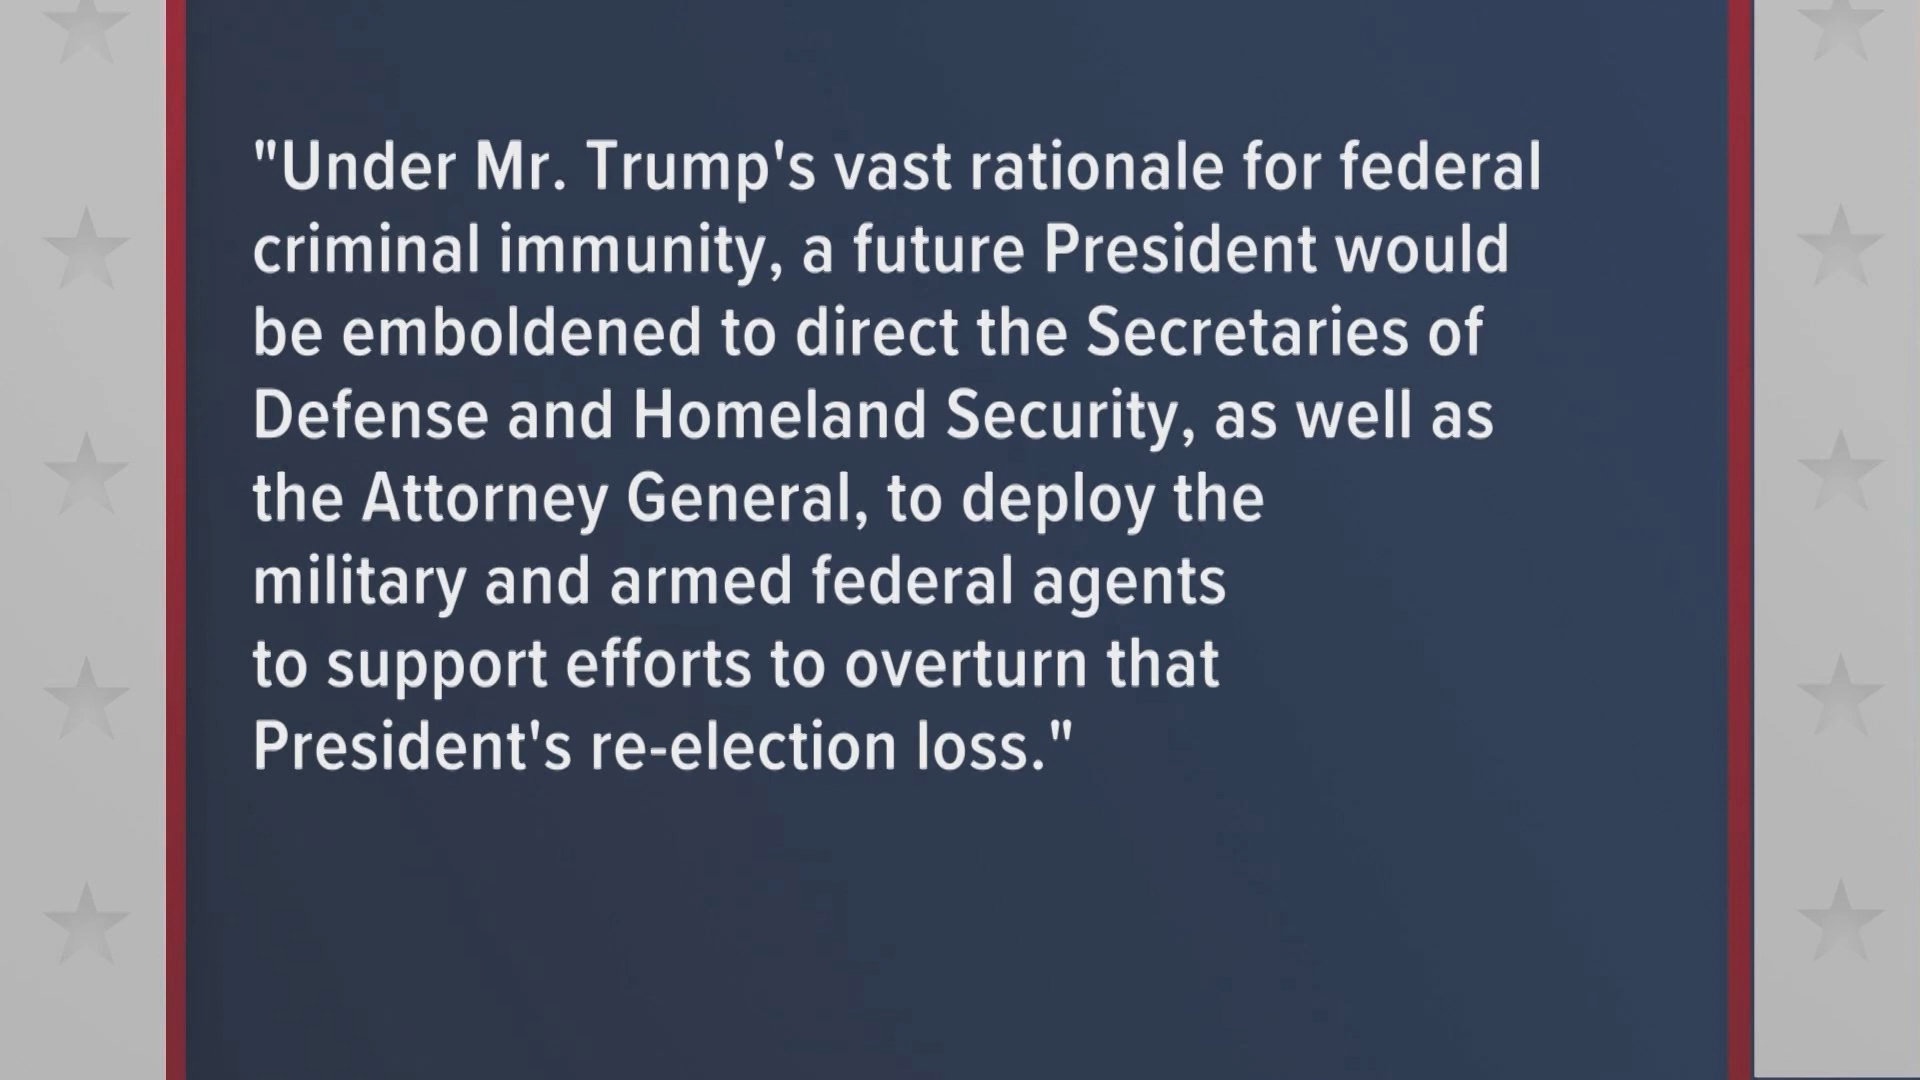 "Under Mr. Trump's vast rationale for federal
criminal immunity, a future President would
be emboldened to direct the Secretaries of
Defense and Homeland Security, as well as
the Attorney General, to deploy the
military and armed federal agents
to support efforts to overturn that
President's re-election loss."